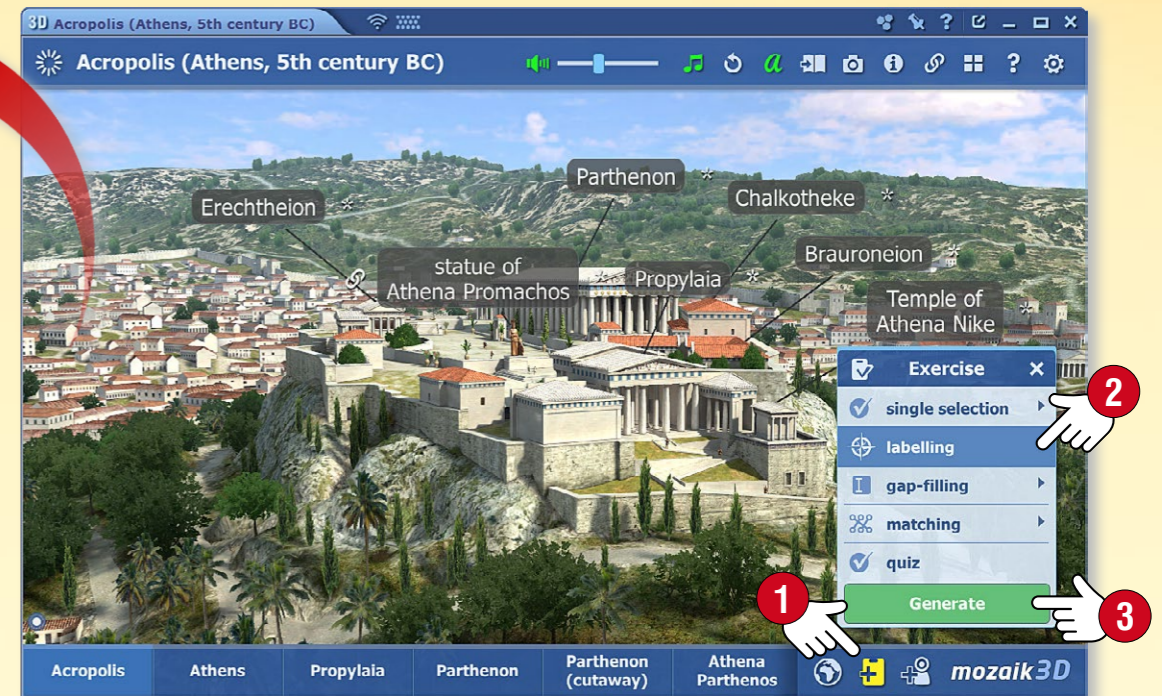 3D Acropolis (Athens, 5th century BC)
Acropolis (Athens, 5th century BC)
Parthenon
Chalkotheke
Erechtheion
Brauroneion
statue of
Athena Promachos
Propylaia
Temple of
Athena Nike
Exercise
single selection
labelling
gap-filling
matching
quiz
Generate
1
2
3
Acropolis
Athens
Propylaia
Parthenon
Parthenon
(cutaway)
Athena
Parthenos
mozaik3D